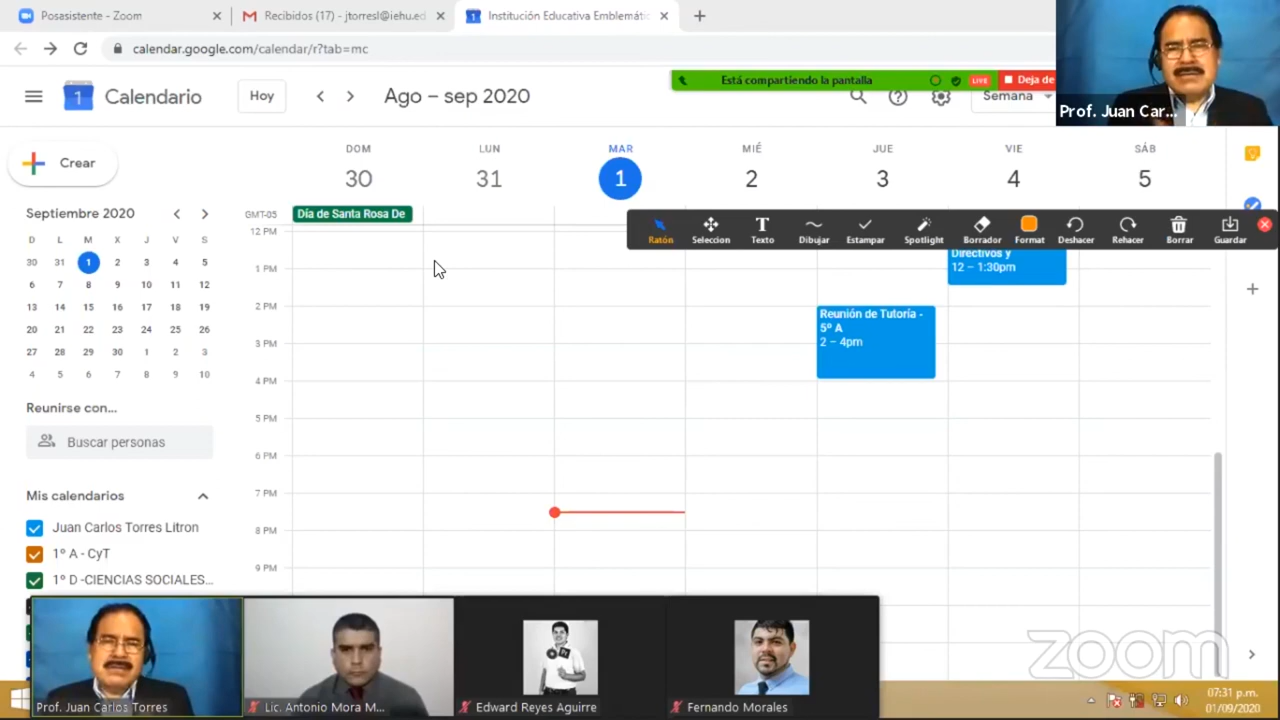 Posasistente - Zoom
Recibidos (17) - jtorresl@iehu.ed
Institución Educativa Emblemátic
calendar.google.com/calendar/r?tab=mc
Está compartiendo la pantalla
LIVE
Deja de
Prof. Juan Car...
1
Calendario
Hoy
Ago – sep 2020
Semana
Crear
DOM LUN MAR MIÉ JUE VIE SÁB
30 31 1 2 3 4 5
Septiembre 2020
GMT-05
Día de Santa Rosa De
D L M X J V S
30 31 1 2 3 4 5
6 7 8 9 10 11 12
13 14 15 16 17 18 19
20 21 22 23 24 25 26
27 28 29 30 1 2 3
4 5 6 7 8 9 10
Ratón Seleccion Texto Dibujar Estampar Spotlight Borrador Format Deshacer Rehacer Borrar Guardar
12 PM
1 PM
2 PM
3 PM
4 PM
5 PM
6 PM
7 PM
8 PM
9 PM
Directivos y
12 – 1:30pm
Reunión de Tutoría -
5º A
2 – 4pm
Reunirse con...
Buscar personas
Mis calendarios
Juan Carlos Torres Litron
1º A - CyT
1º D -CIENCIAS SOCIALES...
Prof. Juan Carlos Torres
Lic. Antonio Mora M...
Edward Reyes Aguirre
Fernando Morales
zoom
07:31 p.m.
01/09/2020